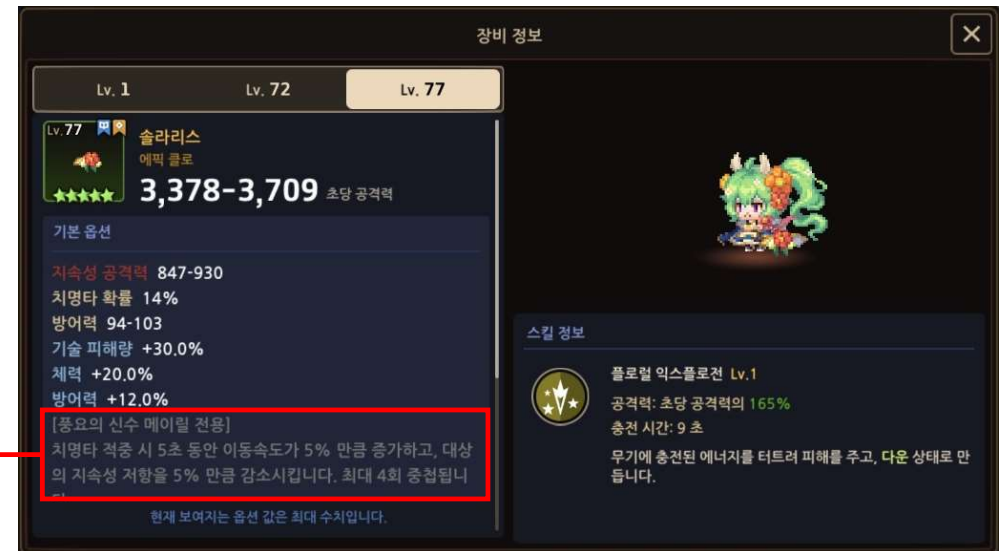 장비 정보
Lv. 1
Lv. 72
Lv. 77
Lv.77
솔라리스
에픽 클로
3,378-3,709 초당 공격력
기본 옵션
지속성 공격력 847-930
치명타 확률 14%
방어력 94-103
기술 피해량 +30.0%
체력 +20.0%
방어력 +12.0%
[풍요의 신수 메이릴 전용]
치명타 적중 시 5초 동안 이동속도가 5% 만큼 증가하고, 대상
의 지속성 저항을 5% 만큼 감소시킵니다. 최대 4회 중첩됩니
현재 보여지는 옵션 값은 최대 수치입니다.
스킬 정보
플로럴 익스플로전 Lv.1
공격력: 초당 공격력의 165%
충전 시간: 9 초
무기에 충전된 에너지를 터트려 피해를 주고, 다운 상태로 만
듭니다.